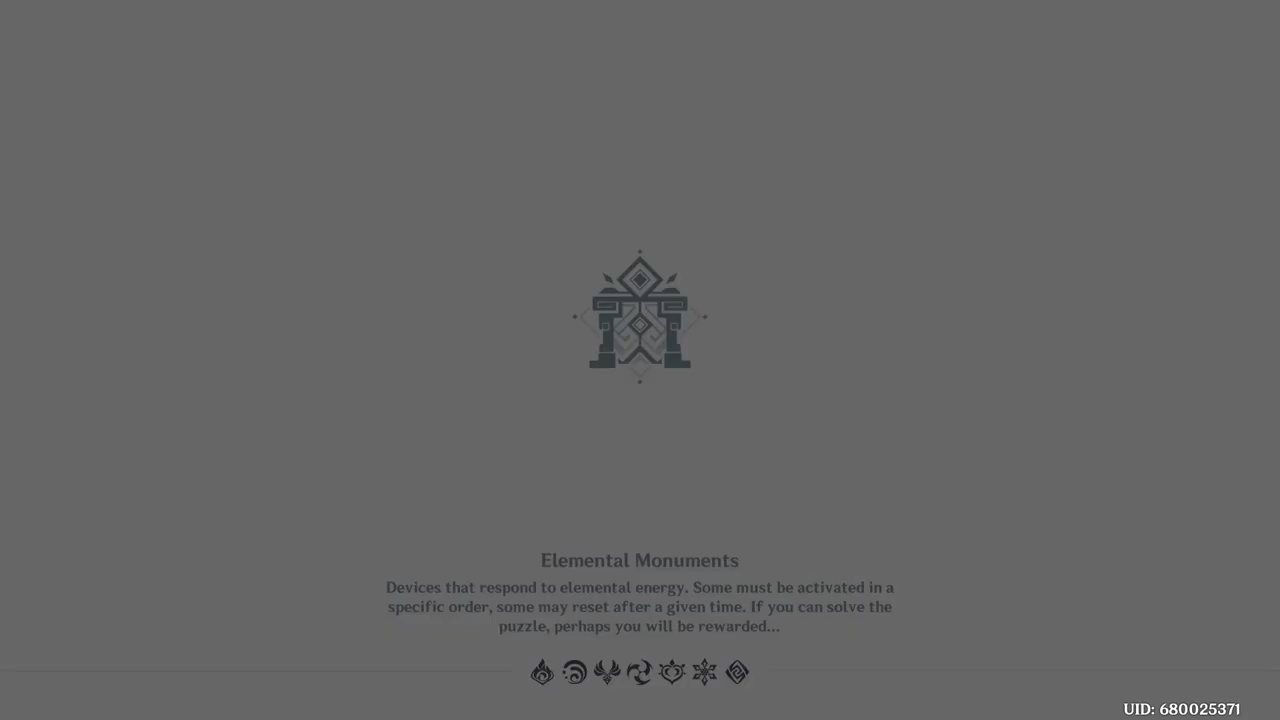 Elemental Monuments
Devices that respond to elemental energy. Some must be activated in a
specific order, some may reset after a given time. If you can solve the
puzzle, perhaps you will be rewarded...
UID: 680025371